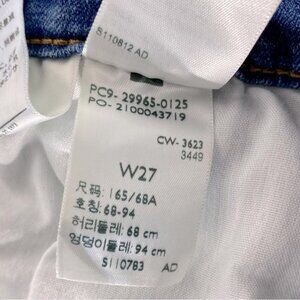 S110812 AD
PC9- 29965-0125
PO- 2100043719
CW- 3623
3449
W27
尺码: 165/68A
호칭: 68-94
허리둘레: 68 cm
엉덩이둘레: 94 cm
S110783 AD